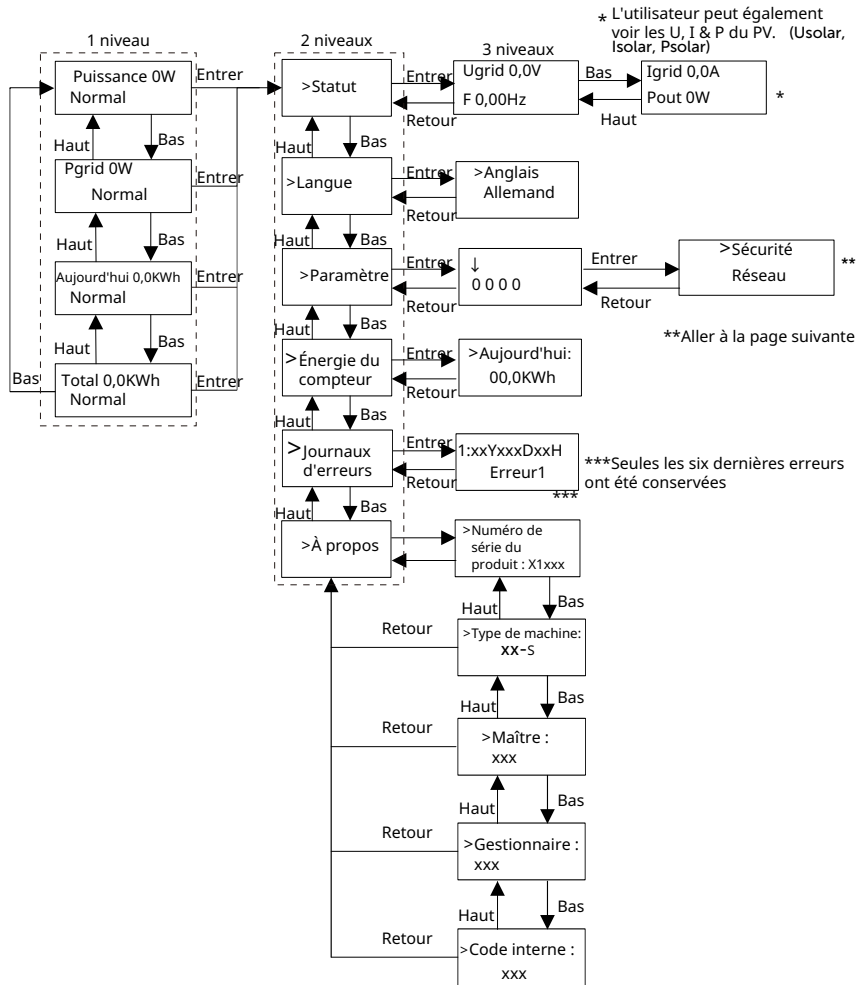 * L'utilisateur peut également
voir les U, I & P du PV. (Usolar,
Isolar, Psolar)
1 niveau
2 niveaux
3 niveaux
Puissance 0W
Normal
Entrer
>Statut
Entrer
Retour
Ugrid 0,0V
F 0,00Hz
Bas
Haut
Igrid 0,0A
Pout 0W
*
Haut
Bas
Haut
Bas
Pgrid 0W
Normal
Entrer
>Langue
Entrer
Retour
>Anglais
Allemand
Haut
Bas
Haut
Bas
Aujourd'hui 0,0KWh
Normal
Entrer
>Paramètre
Entrer
Retour
↓
0 0 0 0
Entrer
Retour
>Sécurité
Réseau
**
**Aller à la page suivante
Haut
Bas
Haut
Bas
Bas
Total 0,0KWh
Normal
Entrer
>Énergie du
compteur
Entrer
Retour
>Aujourd'hui:
00,0KWh
Haut
Bas
>Journaux
d'erreurs
Entrer
Retour
1:xxYxxxDxxH
Erreur1
***
***Seules les six dernières erreurs
ont été conservées
Haut
Bas
>À propos
>Numéro de
série du
produit : X1xxx
Haut
Bas
Retour
>Type de machine:
xx-S
Haut
Bas
Retour
>Maître :
xxx
Haut
Bas
Retour
>Gestionnaire :
xxx
Haut
Bas
Retour
>Code interne :
xxx